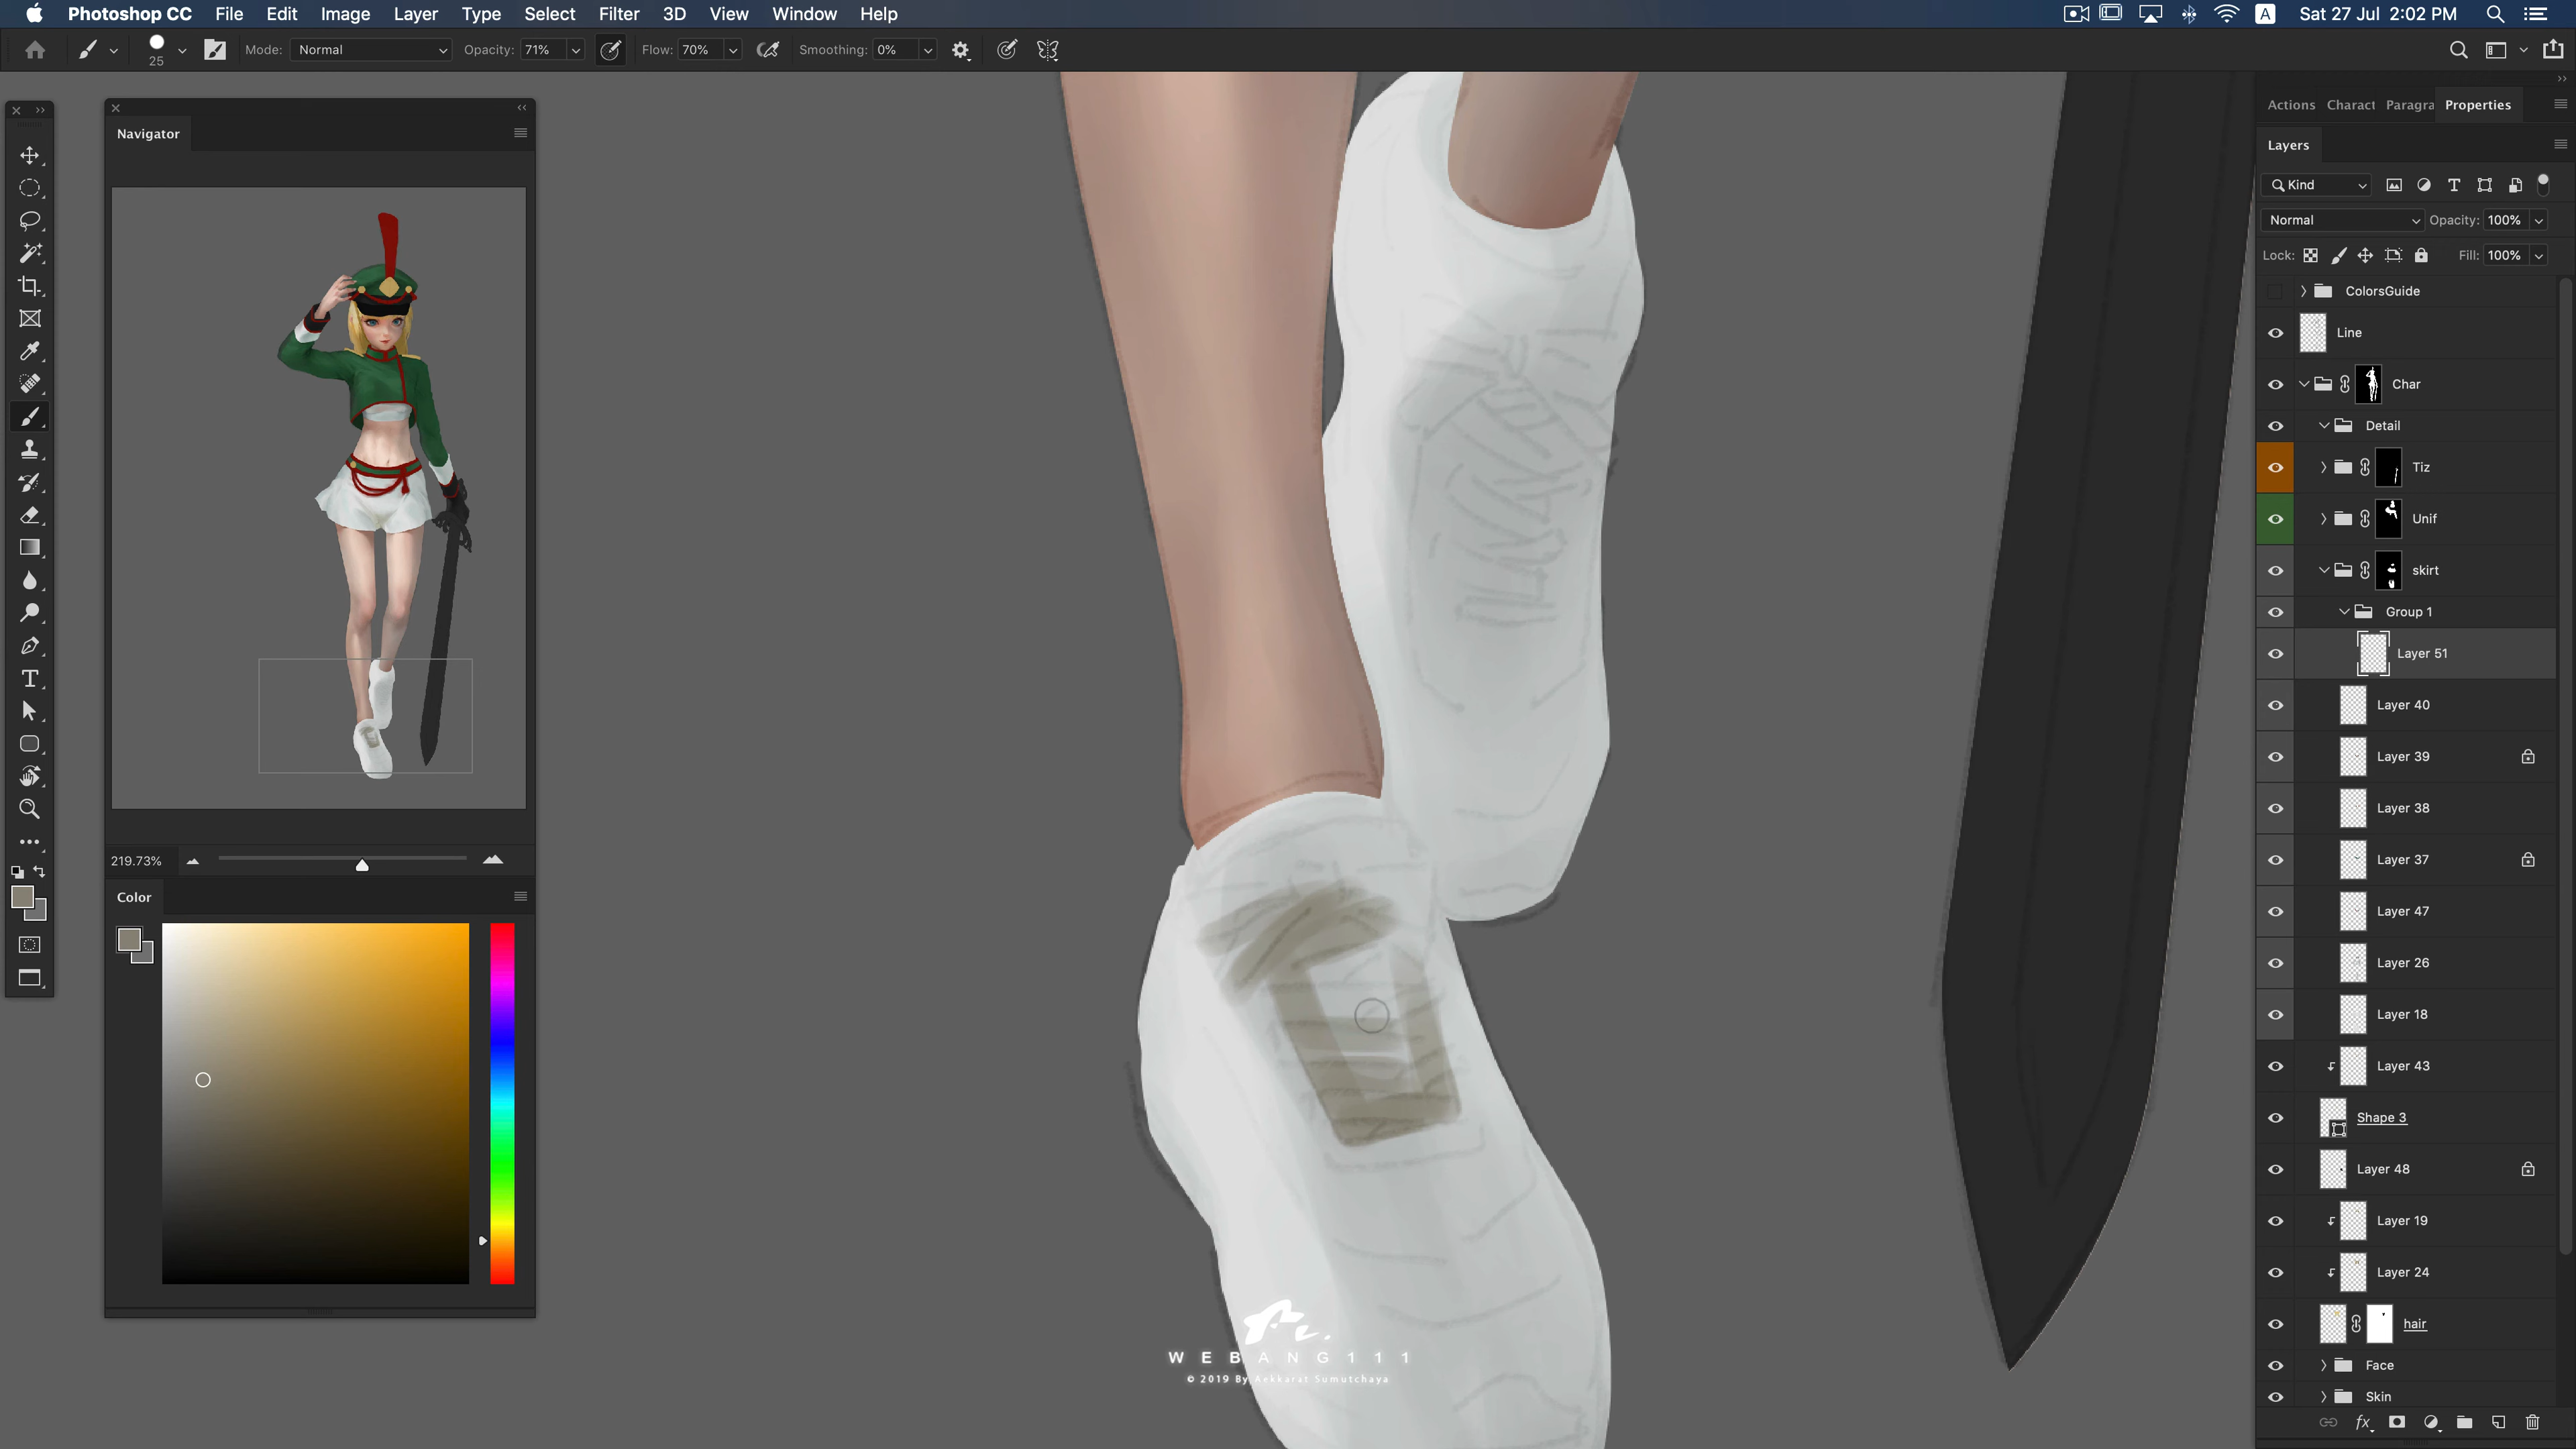 Photoshop CC File Edit Image Layer Type Select Filter 3D View Window Help A Sat 27 Jul 2:02 PM
25 Mode: Normal Opacity: 71% Flow: 70% Smoothing: 0%
Navigator
219.73%
Color
WEBANG111
© 2019 By Aekkarat Sumutchaya
Actions Charact Paragra Properties
Layers
Kind
Normal Opacity: 100%
Lock: Fill: 100%
ColorsGuide
Line
Char
Detail
Tiz
Unif
skirt
Group 1
Layer 51
Layer 40
Layer 39
Layer 38
Layer 37
Layer 47
Layer 26
Layer 18
Layer 43
Shape 3
Layer 48
Layer 19
Layer 24
hair
Face
Skin
fx